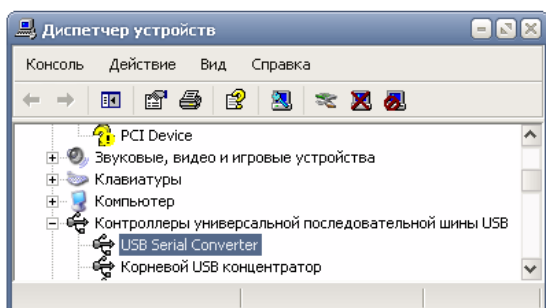 Диспетчер устройств
Консоль Действие Вид Справка
PCI Device
Звуковые, видео и игровые устройства
Клавиатуры
Компьютер
Контроллеры универсальной последовательной шины USB
USB Serial Converter
Корневой USB концентратор